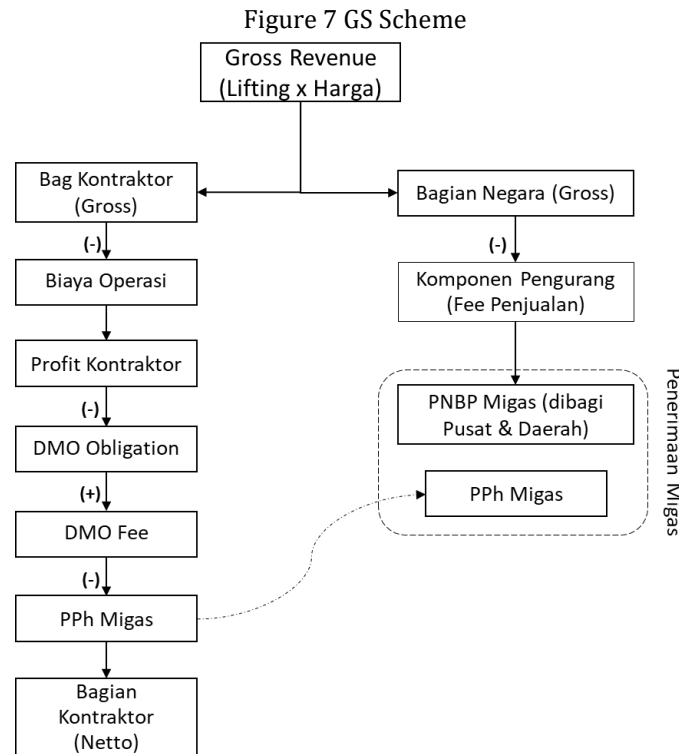 Figure 7 GS Scheme
Gross Revenue
(Lifting x Harga)
Bag Kontraktor
(Gross)
(-)
Biaya Operasi
Profit Kontraktor
(-)
DMO Obligation
(+)
DMO Fee
(-)
PPh Migas
Bagian
Kontraktor
(Netto)
Bagian Negara (Gross)
(-)
Komponen Pengurang
(Fee Penjualan)
PNBP Migas (dibagi
Pusat & Daerah)
PPh Migas
Penerimaan Migas